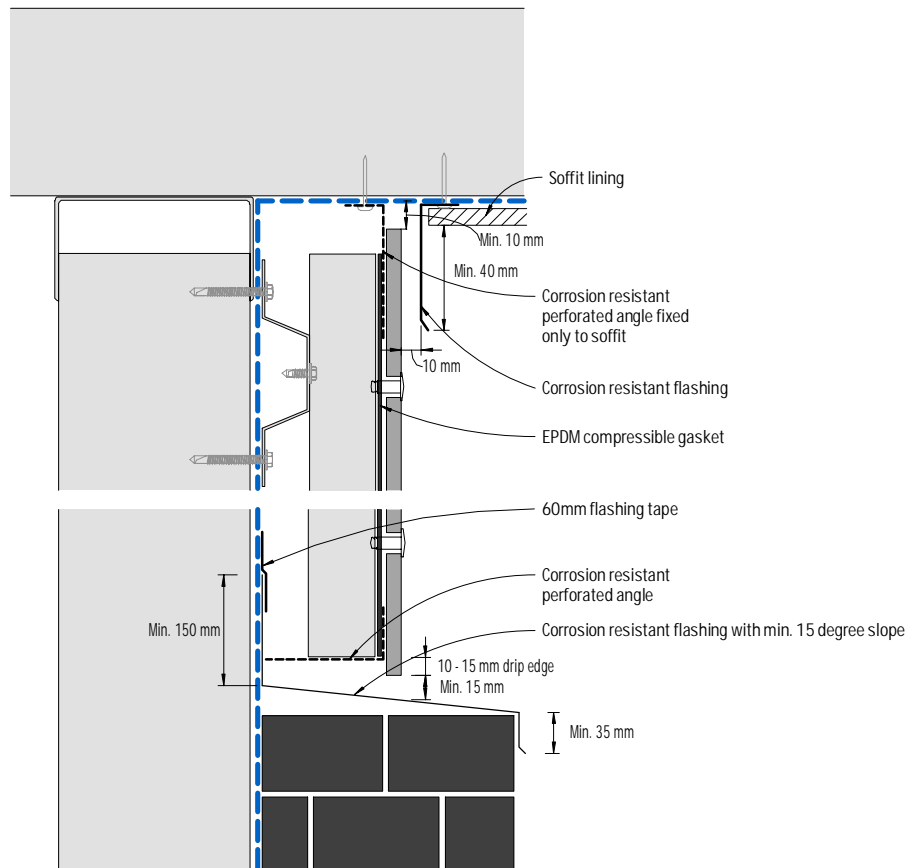 Soffit lining
Min. 10 mm
Min. 40 mm
Corrosion resistant
perforated angle fixed
only to soffit
10 mm
Corrosion resistant flashing
EPDM compressible gasket
60mm flashing tape
Corrosion resistant
perforated angle
Min. 150 mm
Corrosion resistant flashing with min. 15 degree slope
10 - 15 mm drip edge
Min. 15 mm
Min. 35 mm